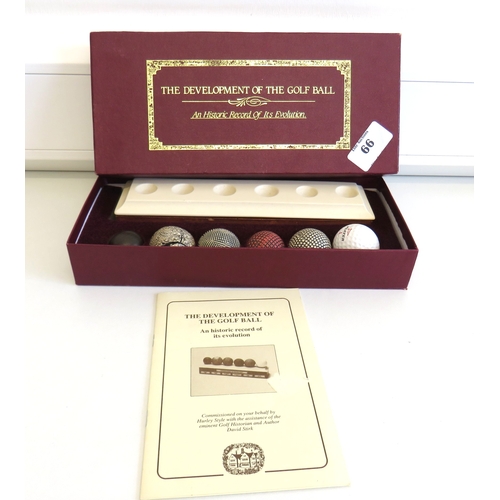 THE DEVELOPMENT OF THE GOLF BALL
An Historic Record Of Its Evolution.
66
THE DEVELOPMENT OF
THE GOLF BALL
An historic record of
its evolution
Commissioned on your behalf by
Hurley Style with the assistance of the
eminent Golf Historian and Author
David Stirk